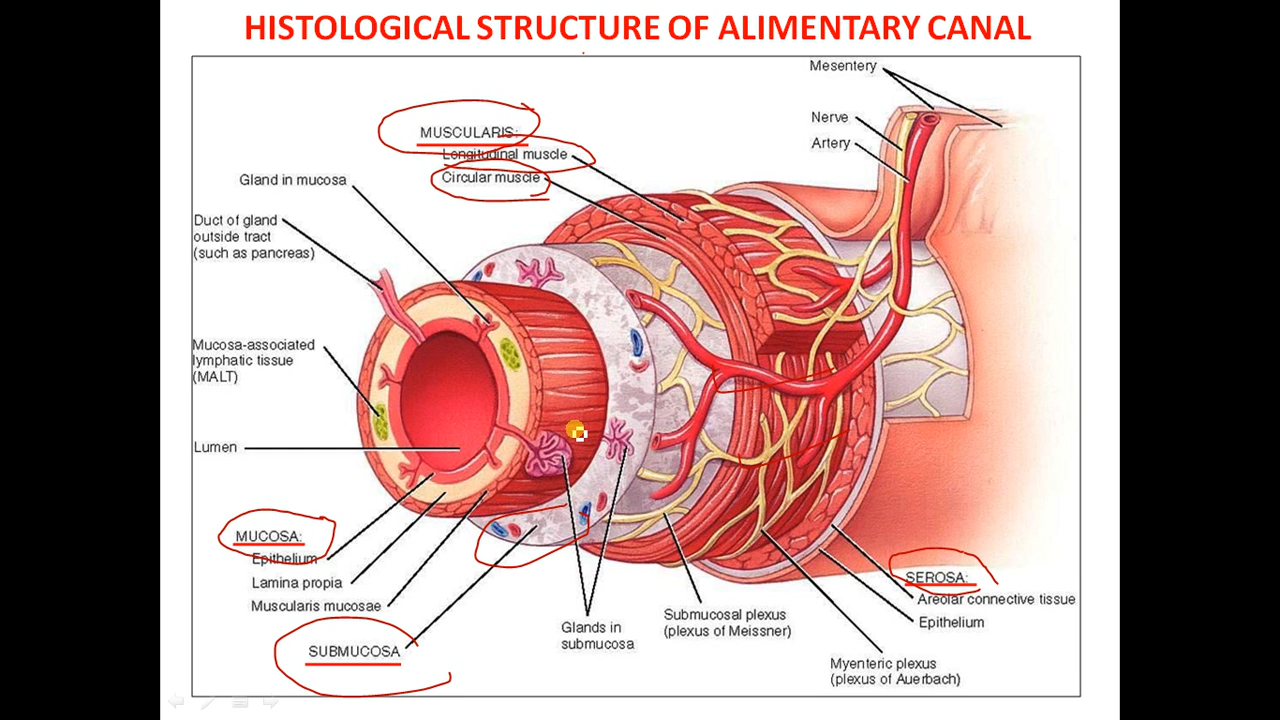 HISTOLOGICAL STRUCTURE OF ALIMENTARY CANAL
Mesentery
Nerve
Artery
MUSCULARIS:
Longitudinal muscle
Circular muscle
Gland in mucosa
Duct of gland
outside tract
(such as pancreas)
Mucosa-associated
lymphatic tissue
(MALT)
Lumen
MUCOSA:
Epithelium
Lamina propia
Muscularis mucosae
SUBMUCOSA
Glands in
submucosa
Submucosal plexus
(plexus of Meissner)
Myenteric plexus
(plexus of Auerbach)
SEROSA:
Areolar connective tissue
Epithelium